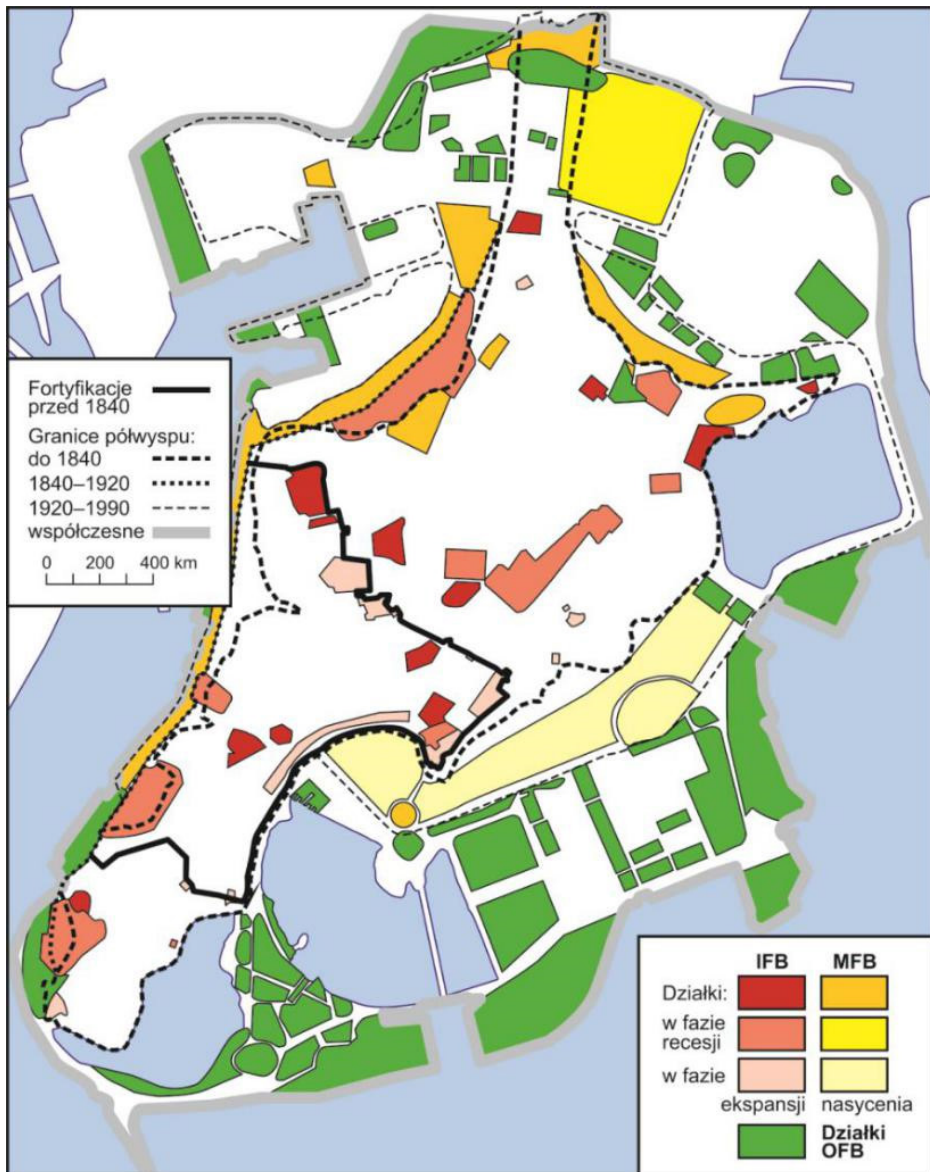 Fortyfikacje
przed 1840
Granice półwyspu:
do 1840
1840–1920
1920–1990
współczesne
0 200 400 km
IFB MFB
Działki:
w fazie
recesji
w fazie
ekspansji nasycenia
Działki
OFB